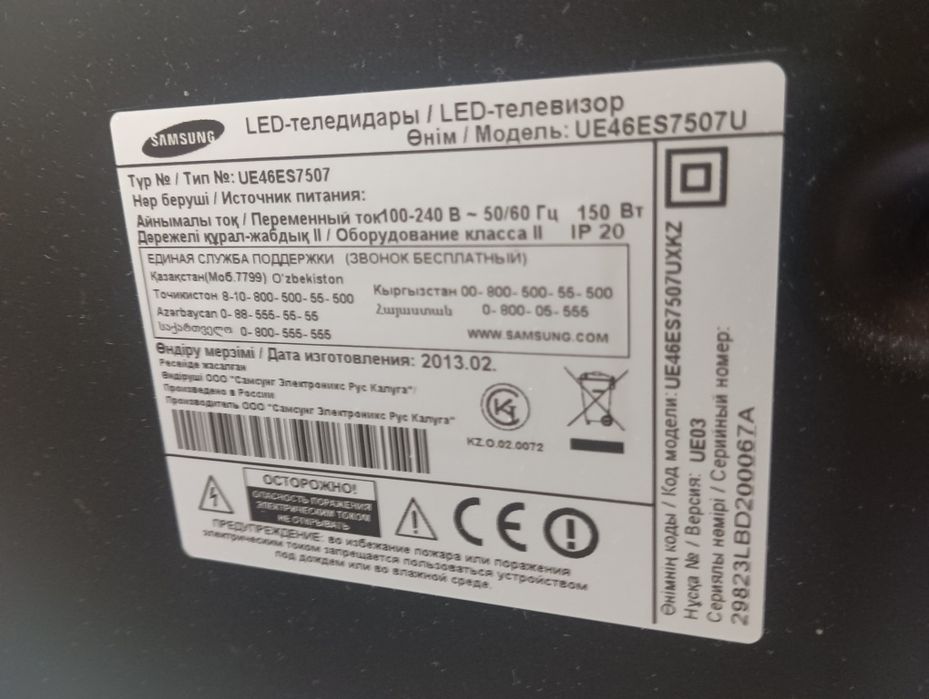 SAMSUNG
LED-теледидары / LED-телевизор
Өнім / Модель: UE46ES7507U
Түр № / Тип №: UE46ES7507
Нәр беруші / Источник питания:
Айнымалы тоқ / Переменный ток100-240 В ~ 50/60 Гц 150 Вт
Дәрежелі құрал-жабдық II / Оборудование класса II IP 20
ЕДИНАЯ СЛУЖБА ПОДДЕРЖКИ (ЗВОНОК БЕСПЛАТНЫЙ)
Қазақстан(Моб.7799) O'zbekiston
Точикистон 8-10-800-500-55-500
Кыргызстан 00-800-500-55-500
Azərbaycan 0-88-555-55-55
Հայաստան 0-800-05-555
საქართველო 0-800-555-555
WWW.SAMSUNG.COM
Өндіру мерзімі / Дата изготовления: 2013.02.
Ресейде жасалған
Өндіруші ООО "Самсунг Электроникс Рус Калуга"/
Произведено в России
Производитель ООО "Самсунг Электроникс Рус Калуга"
KZ.O.02.0072
ОСТОРОЖНО!
ОПАСНОСТЬ ПОРАЖЕНИЯ
ЭЛЕКТРИЧЕСКИМ ТОКОМ
НЕ ОТКРЫВАТЬ
CE
ПРЕДУПРЕЖДЕНИЕ: во избежание пожара или поражения
электрическим током запрещается пользоваться устройством
под дождем или во влажной среде.
Өнімнің коды / Код модели: UE46ES7507UXKZ
Нұсқа № / Версия: UE03
Сериялы нөмірі / Серийный номер:
29823LBD200067A